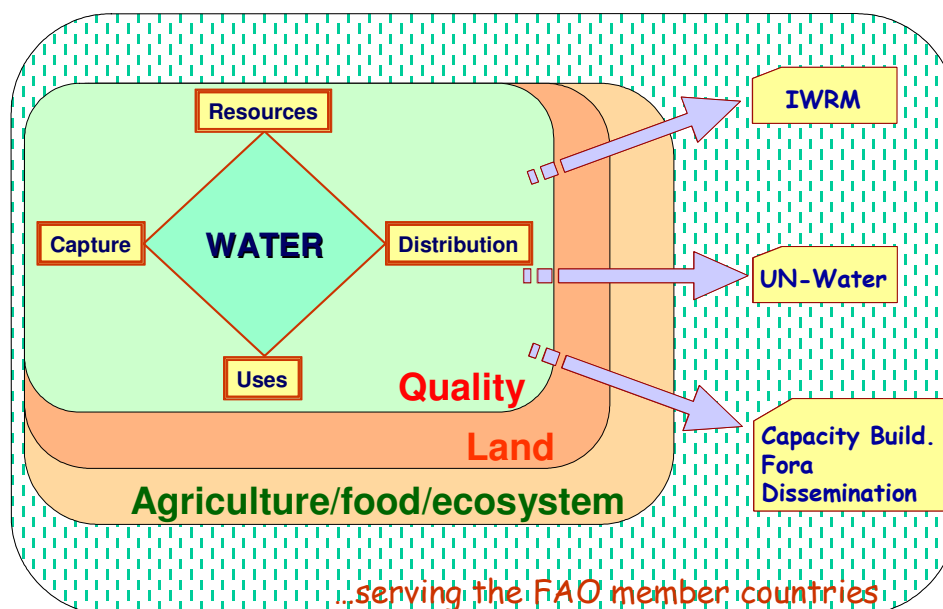 Resources
IWRM
Capture
WATER
Distribution
UN-Water
Uses
Quality
Capacity Build.
Fora
Dissemination
Land
Agriculture/food/ecosystem
...serving the FAO member countries